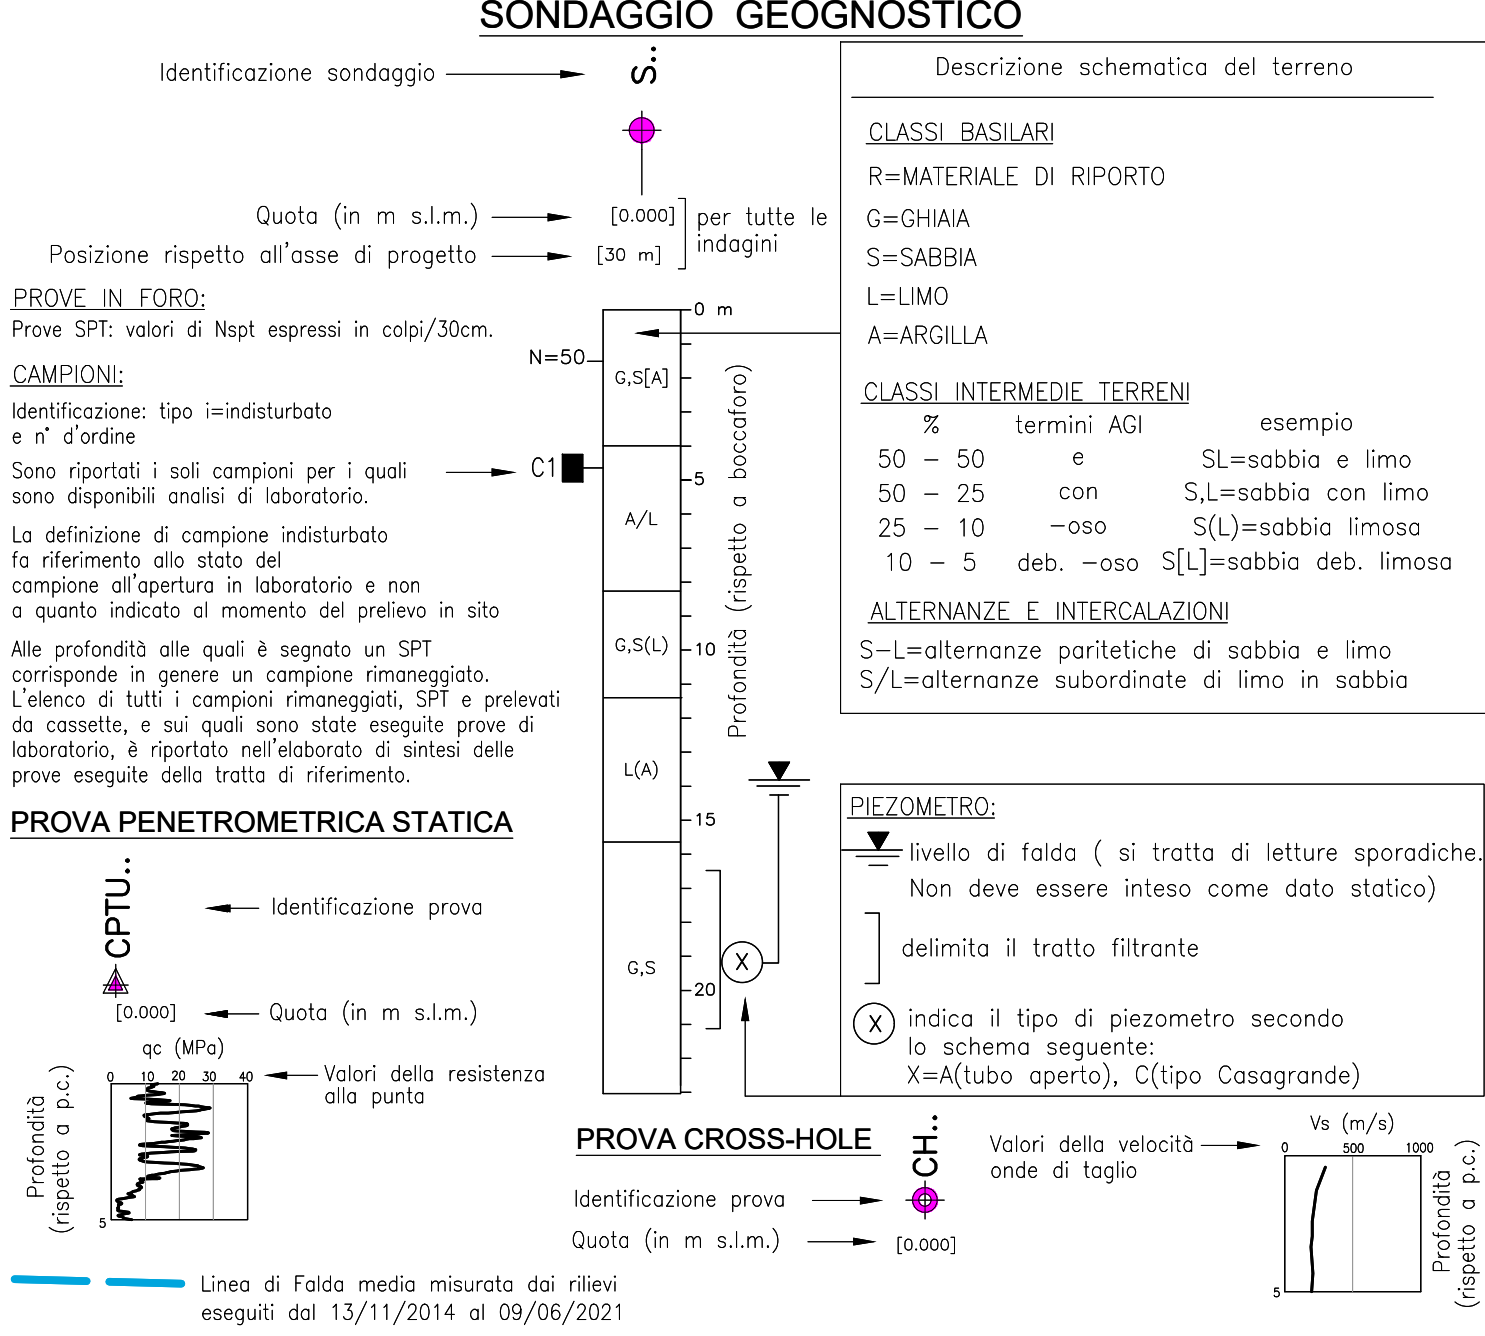 SONDAGGIO GEOGNOSTICO
Identificazione sondaggio
S..
Quota (in m s.l.m.)
[0.000]
Posizione rispetto all'asse di progetto
[30 m]
per tutte le
indagini
PROVE IN FORO:
Prove SPT: valori di Nspt espressi in colpi/30cm.
CAMPIONI:
Identificazione: tipo i=indisturbato
e n° d'ordine
Sono riportati i soli campioni per i quali
sono disponibili analisi di laboratorio.
La definizione di campione indisturbato
fa riferimento allo stato del
campione all'apertura in laboratorio e non
a quanto indicato al momento del prelievo in sito
Alle profondità alle quali è segnato un SPT
corrisponde in genere un campione rimaneggiato.
L'elenco di tutti i campioni rimaneggiati, SPT e prelevati
da cassette, e sui quali sono state eseguite prove di
laboratorio, è riportato nell'elaborato di sintesi delle
prove eseguite della tratta di riferimento.
N=50
C1
G,S[A]
A/L
G,S(L)
L(A)
G,S
0 m
5
10
15
20
Profondità (rispetto a boccaforo)
X
Descrizione schematica del terreno
CLASSI BASILARI
R=MATERIALE DI RIPORTO
G=GHIAIA
S=SABBIA
L=LIMO
A=ARGILLA
CLASSI INTERMEDIE TERRENI
% termini AGI esempio
50 - 50 e SL=sabbia e limo
50 - 25 con S,L=sabbia con limo
25 - 10 -oso S(L)=sabbia limosa
10 - 5 deb. -oso S[L]=sabbia deb. limosa
ALTERNANZE E INTERCALAZIONI
S-L=alternanze paritetiche di sabbia e limo
S/L=alternanze subordinate di limo in sabbia
PIEZOMETRO:
livello di falda ( si tratta di letture sporadiche.
Non deve essere inteso come dato statico)
delimita il tratto filtrante
X
indica il tipo di piezometro secondo
lo schema seguente:
X=A(tubo aperto), C(tipo Casagrande)
PROVA PENETROMETRICA STATICA
CPTU..
Identificazione prova
[0.000]
Quota (in m s.l.m.)
qc (MPa)
0 10 20 30 40
Valori della resistenza
alla punta
Profondità
(rispetto a p.c.)
5
PROVA CROSS-HOLE
CH..
Identificazione prova
Quota (in m s.l.m.)
[0.000]
Valori della velocità
onde di taglio
Vs (m/s)
0 500 1000
5
Profondità
(rispetto a p.c.)
Linea di Falda media misurata dai rilievi
eseguiti dal 13/11/2014 al 09/06/2021